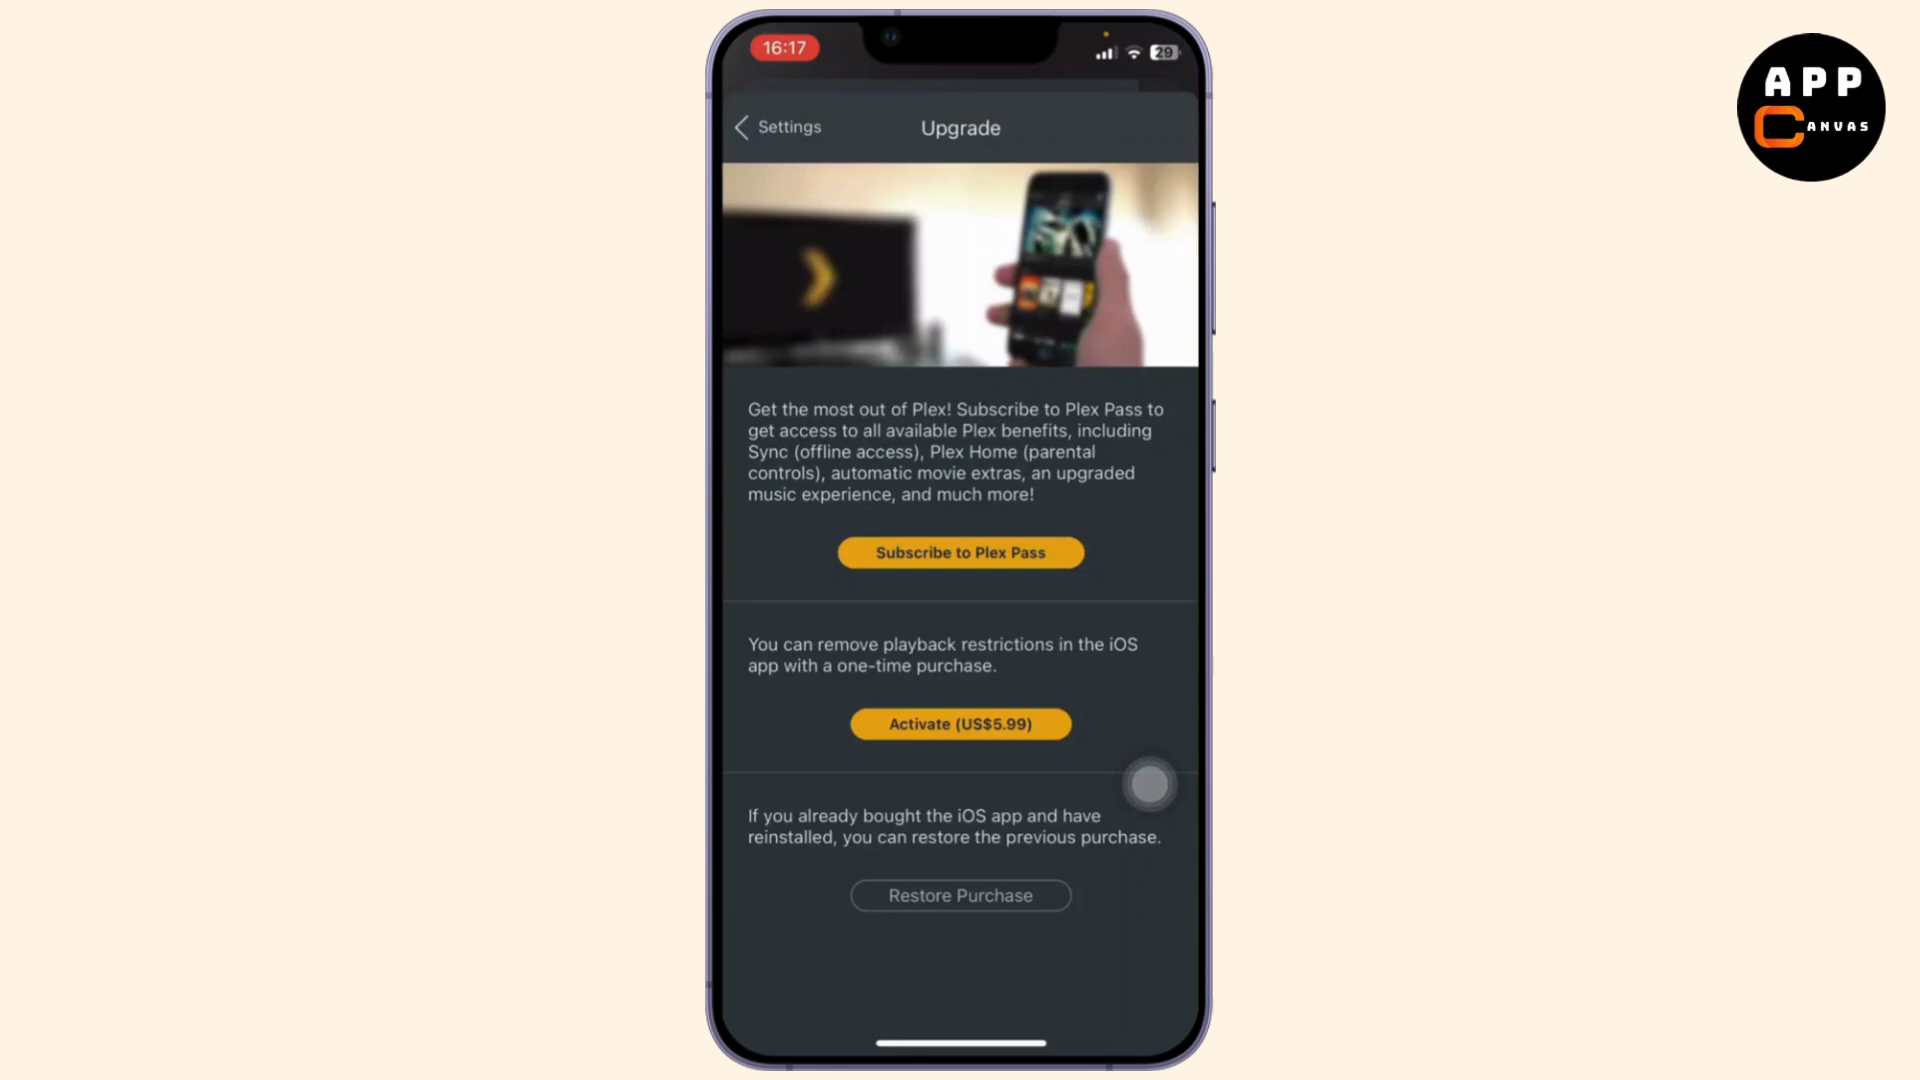 16:17
29
APP
CANVAS
Settings
Upgrade
Get the most out of Plex! Subscribe to Plex Pass to
get access to all available Plex benefits, including
Sync (offline access), Plex Home (parental
controls), automatic movie extras, an upgraded
music experience, and much more!
Subscribe to Plex Pass
You can remove playback restrictions in the iOS
app with a one-time purchase.
Activate (US$5.99)
If you already bought the iOS app and have
reinstalled, you can restore the previous purchase.
Restore Purchase